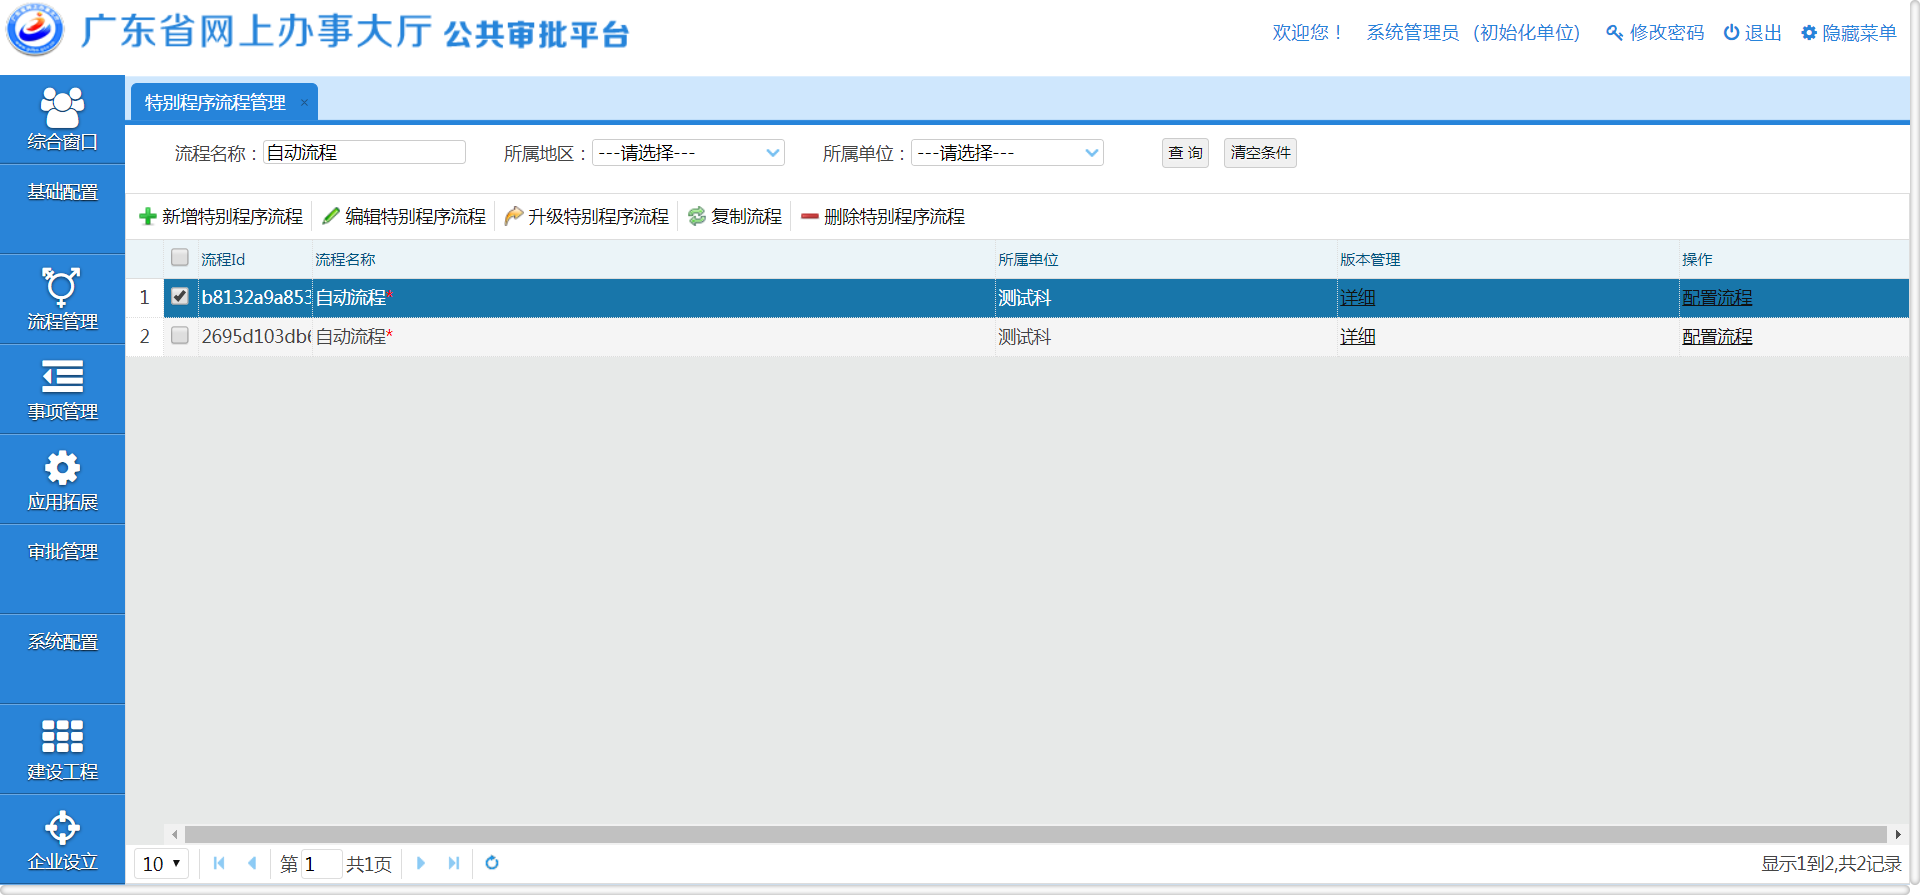 广东省网上办事大厅 公共审批平台
欢迎您！ 系统管理员 (初始化单位) 修改密码 退出 隐藏菜单
综合窗口
基础配置
流程管理
事项管理
应用拓展
审批管理
系统配置
建设工程
企业设立
特别程序流程管理 ×
流程名称： 自动流程 所属地区： ---请选择--- 所属单位： ---请选择--- 查 询 清空条件
新增特别程序流程 编辑特别程序流程 升级特别程序流程 复制流程 删除特别程序流程
流程Id 流程名称 所属单位 版本管理 操作
1 b8132a9a853 自动流程* 测试科 详细 配置流程
2 2695d103db6 自动流程* 测试科 详细 配置流程
10 第 1 共1页 显示1到2,共2记录